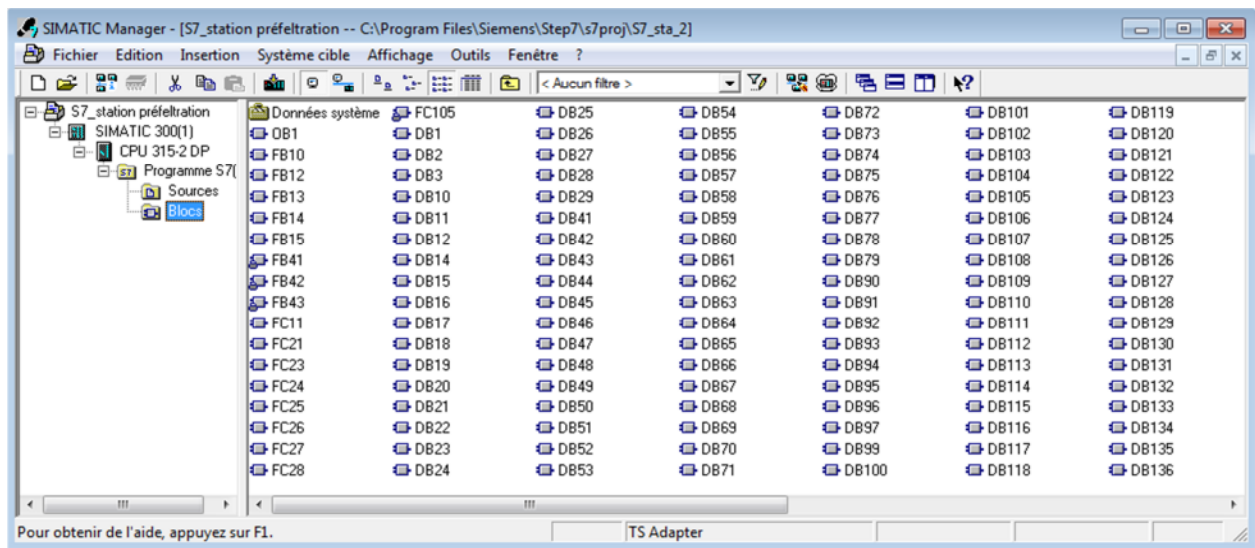 SIMATIC Manager - [S7_station préfeltration -- C:\Program Files\Siemens\Step7\s7proj\S7_sta_2]
Fichier Edition Insertion Système cible Affichage Outils Fenêtre ?
< Aucun filtre >
S7_station préfeltration
SIMATIC 300(1)
CPU 315-2 DP
Programme S7(
Sources
Blocs
Données système FC105 DB25 DB54 DB72 DB101 DB119
OB1 DB1 DB26 DB55 DB73 DB102 DB120
FB10 DB2 DB27 DB56 DB74 DB103 DB121
FB12 DB3 DB28 DB57 DB75 DB104 DB122
FB13 DB10 DB29 DB58 DB76 DB105 DB123
FB14 DB11 DB41 DB59 DB77 DB106 DB124
FB15 DB12 DB42 DB60 DB78 DB107 DB125
FB41 DB14 DB43 DB61 DB79 DB108 DB126
FB42 DB15 DB44 DB62 DB90 DB109 DB127
FB43 DB16 DB45 DB63 DB91 DB110 DB128
FC11 DB17 DB46 DB64 DB92 DB111 DB129
FC21 DB18 DB47 DB65 DB93 DB112 DB130
FC23 DB19 DB48 DB66 DB94 DB113 DB131
FC24 DB20 DB49 DB67 DB95 DB114 DB132
FC25 DB21 DB50 DB68 DB96 DB115 DB133
FC26 DB22 DB51 DB69 DB97 DB116 DB134
FC27 DB23 DB52 DB70 DB99 DB117 DB135
FC28 DB24 DB53 DB71 DB100 DB118 DB136
Pour obtenir de l'aide, appuyez sur F1. TS Adapter